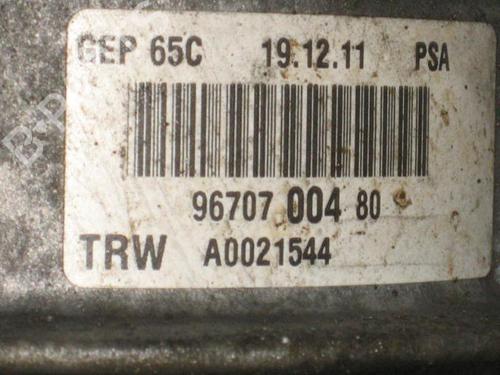 GEP 65C 19.12.11 PSA
96707 004 80
TRW A0021544